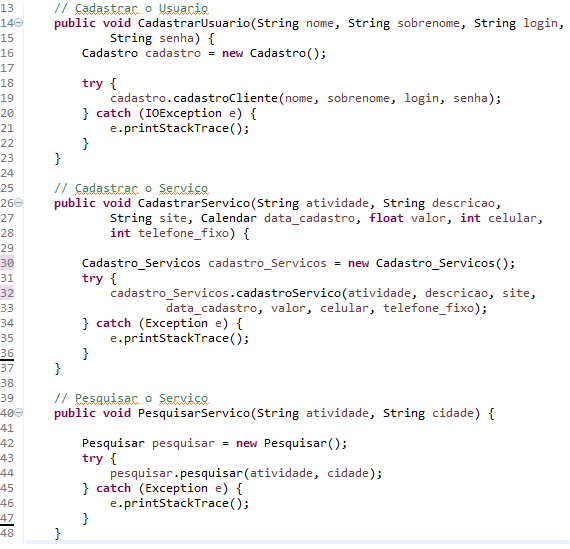 13 // Cadastrar o Usuario
14 public void CadastrarUsuario(String nome, String sobrenome, String login,
15 String senha) {
16 Cadastro cadastro = new Cadastro();
17
18 try {
19 cadastro.cadastroCliente(nome, sobrenome, login, senha);
20 } catch (IOException e) {
21 e.printStackTrace();
22 }
23 }
24
25 // Cadastrar o Servico
26 public void CadastrarServico(String atividade, String descricao,
27 String site, Calendar data_cadastro, float valor, int celular,
28 int telefone_fixo) {
29
30 Cadastro_Servicos cadastro_Servicos = new Cadastro_Servicos();
31 try {
32 cadastro_Servicos.cadastroServico(atividade, descricao, site,
33 data_cadastro, valor, celular, telefone_fixo);
34 } catch (Exception e) {
35 e.printStackTrace();
36 }
37 }
38
39 // Pesquisar o Servico
40 public void PesquisarServico(String atividade, String cidade) {
41
42 Pesquisar pesquisar = new Pesquisar();
43 try {
44 pesquisar.pesquisar(atividade, cidade);
45 } catch (Exception e) {
46 e.printStackTrace();
47 }
48 }